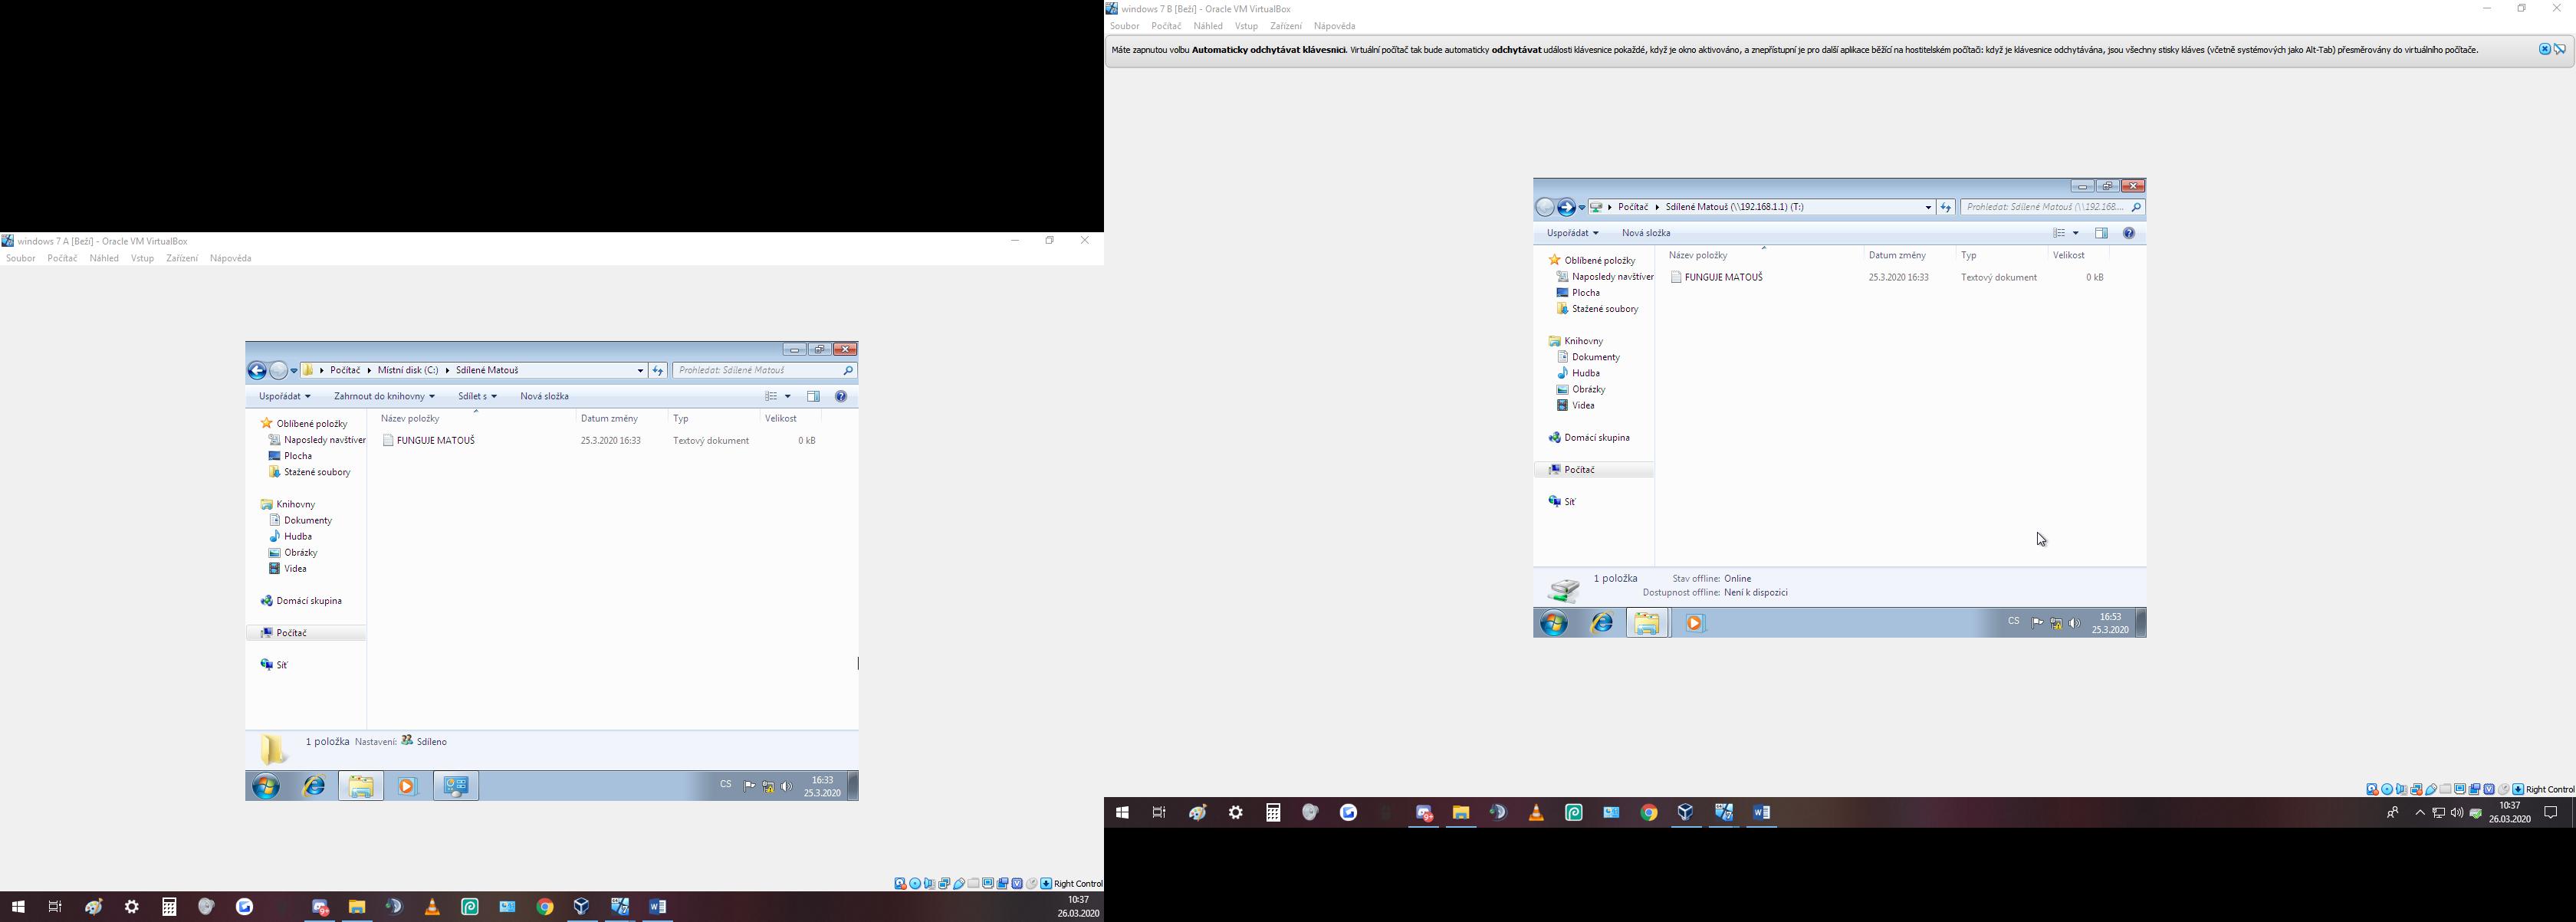 windows 7 A [Běží] - Oracle VM VirtualBox
Soubor Počítač Náhled Vstup Zařízení Nápověda
Počítač Místní disk (C:) Sdílené Matouš
Prohledat: Sdílené Matouš
Uspořádat Zahrnout do knihovny Sdílet s Nová složka
Název položky Datum změny Typ Velikost
FUNGUJE MATOUŠ 25.3.2020 16:33 Textový dokument 0 kB
Oblíbené položky
Naposledy navštíver
Plocha
Stažené soubory
Knihovny
Dokumenty
Hudba
Obrázky
Videa
Domácí skupina
Počítač
Síť
1 položka Nastavení: Sdíleno
CS 16:33
25.3.2020
Right Control
10:37
26.03.2020
windows 7 B [Běží] - Oracle VM VirtualBox
Soubor Počítač Náhled Vstup Zařízení Nápověda
Máte zapnutou volbu Automaticky odchytávat klávesnici. Virtuální počítač tak bude automaticky odchytávat události klávesnice pokaždé, když je okno aktivováno, a znepřístupní je pro další aplikace běžící na hostitelském počítači: když je klávesnice odchytávána, jsou všechny stisky kláves (včetně systémových jako Alt-Tab) přesměrovány do virtuálního počítače.
Počítač Sdílené Matouš (\\192.168.1.1) (T:)
Prohledat: Sdílené Matouš (\\192.168....
Uspořádat Nová složka
Název položky Datum změny Typ Velikost
FUNGUJE MATOUŠ 25.3.2020 16:33 Textový dokument 0 kB
Oblíbené položky
Naposledy navštíver
Plocha
Stažené soubory
Knihovny
Dokumenty
Hudba
Obrázky
Videa
Domácí skupina
Počítač
Síť
1 položka Stav offline: Online
Dostupnost offline: Není k dispozici
CS 16:53
25.3.2020
Right Control
10:37
26.03.2020